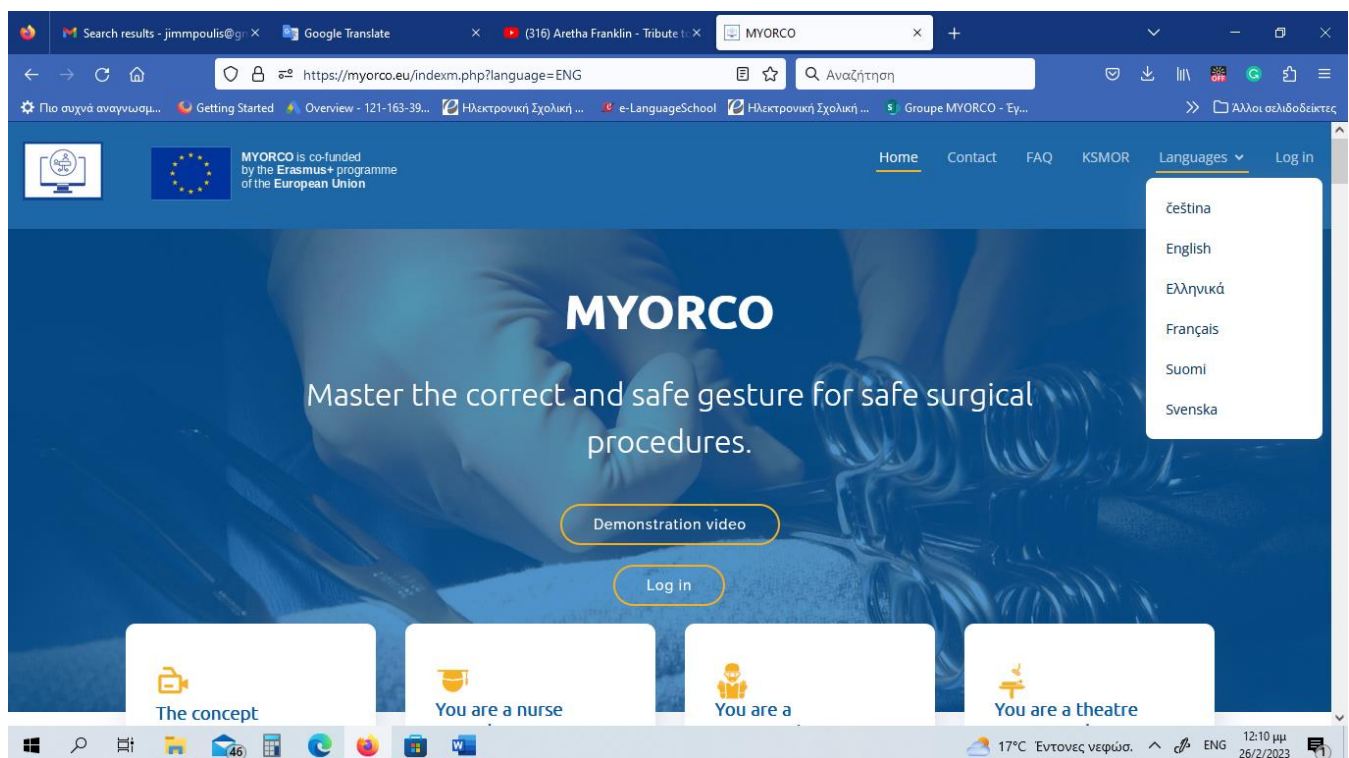 Search results - jimmpoulis@gr
Google Translate
(316) Aretha Franklin - Tribute to
MYORCO
https://myorco.eu/indexm.php?language=ENG
Αναζήτηση
Πιο συχνά αναγνωσμ...
Getting Started
Overview - 121-163-39...
Ηλεκτρονική Σχολική ...
e-LanguageSchool
Ηλεκτρονική Σχολική ...
Groupe MYORCO - Έγ...
Άλλοι σελιδοδείκτες
MYORCO is co-funded
by the Erasmus+ programme
of the European Union
Home
Contact
FAQ
KSMOR
Languages
Log in
čeština
English
Ελληνικά
Français
Suomi
Svenska
MYORCO
Master the correct and safe gesture for safe surgical
procedures.
Demonstration video
Log in
The concept
You are a nurse
You are a
You are a theatre
46
17°C Έντονες νεφώσ.
ENG
12:10 μμ
26/2/2023